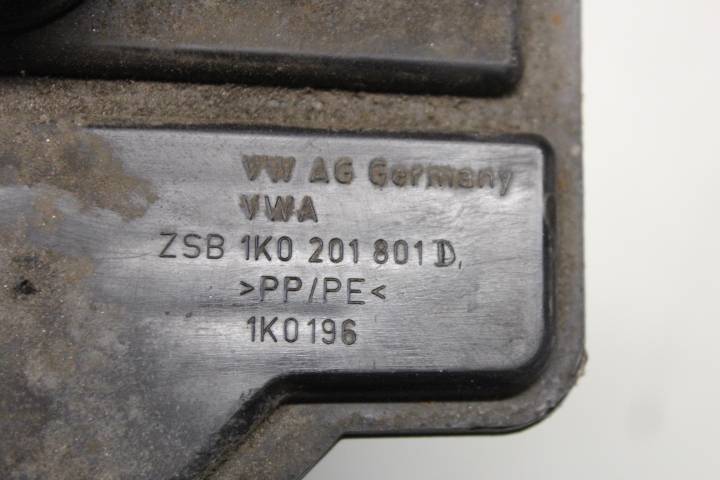 VW AG Germany
VWA
ZSB 1K0 201 801 D,
>PP/PE<
1K0196